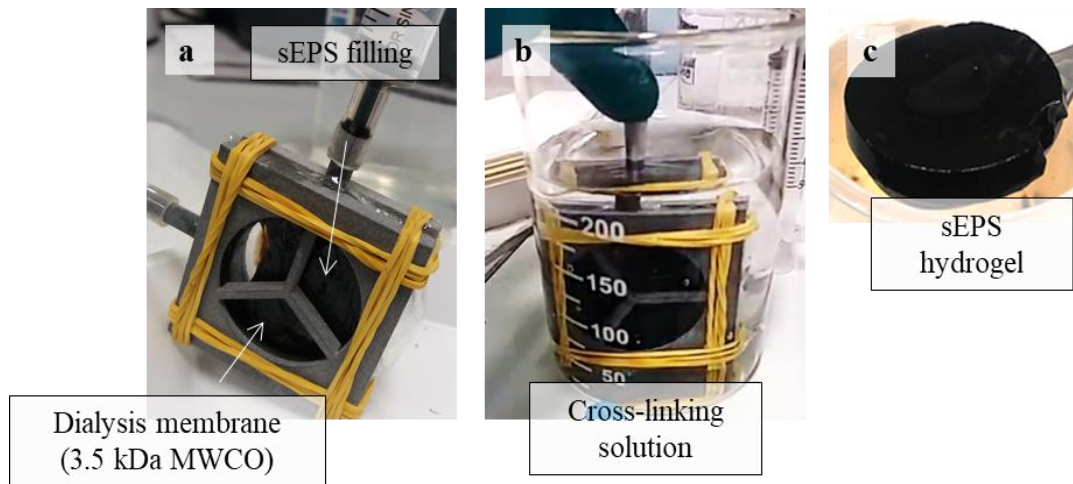 a
sEPS filling
Dialysis membrane
(3.5 kDa MWCO)
b
200
150
100
50
Cross-linking
solution
c
sEPS
hydrogel